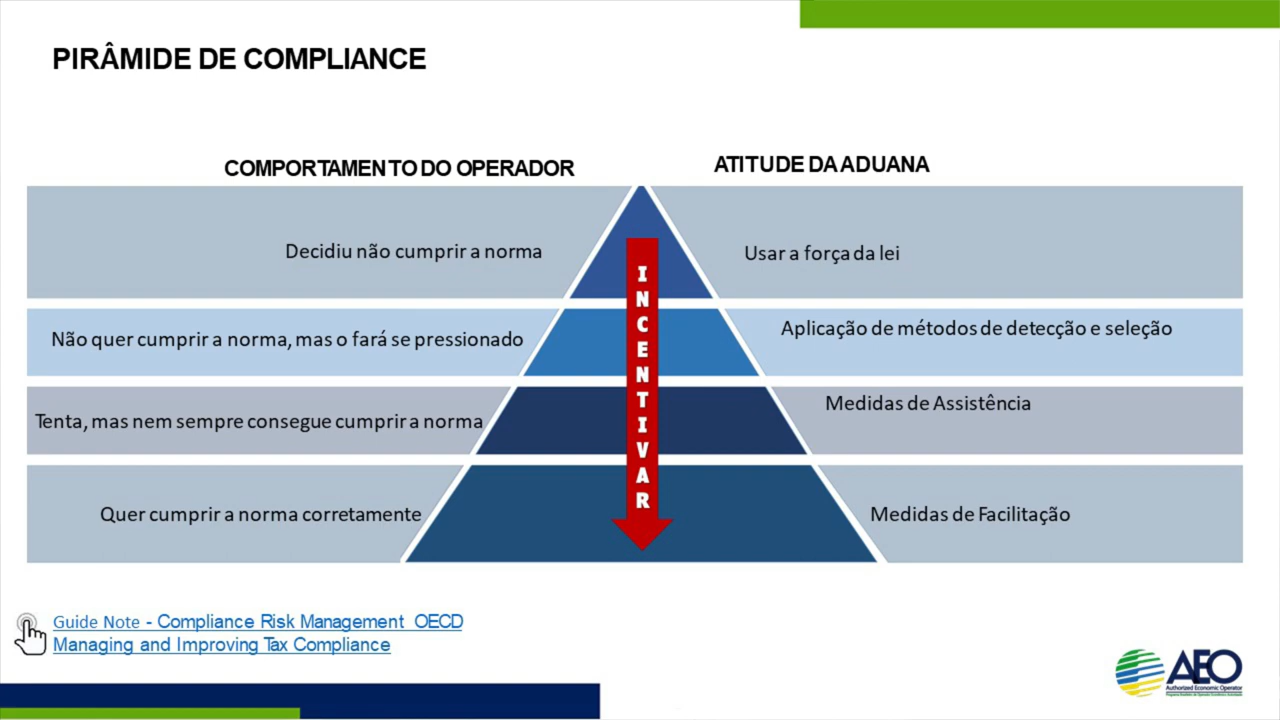 PIRÂMIDE DE COMPLIANCE
COMPORTAMENTO DO OPERADOR
ATITUDE DA ADUANA
Decidiu não cumprir a norma
Usar a força da lei
Não quer cumprir a norma, mas o fará se pressionado
Aplicação de métodos de detecção e seleção
Tenta, mas nem sempre consegue cumprir a norma
Medidas de Assistência
Quer cumprir a norma corretamente
Medidas de Facilitação
INCENTIVAR
Guide Note - Compliance Risk Management OECD
Managing and Improving Tax Compliance
AEO
Authorized Economic Operator